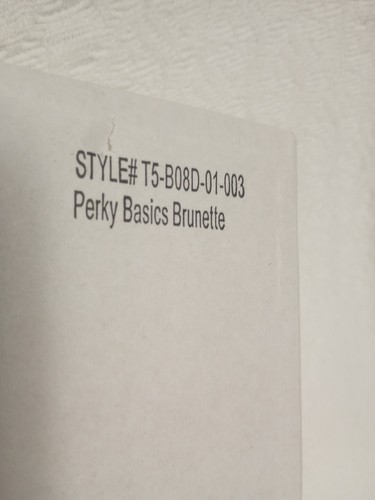 STYLE# T5-B08D-01-003
Perky Basics Brunette